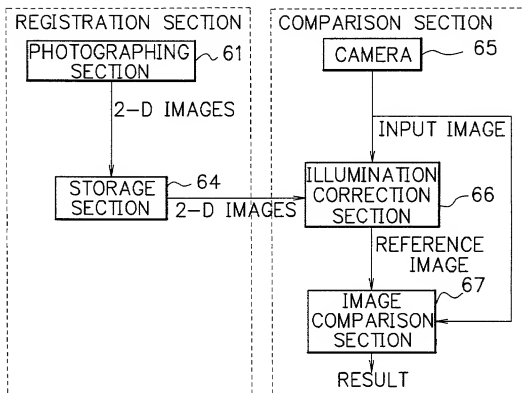 REGISTRATION SECTION
PHOTOGRAPHING
SECTION
61
2-D IMAGES
STORAGE
SECTION
64
2-D IMAGES
COMPARISON SECTION
CAMERA
65
INPUT IMAGE
ILLUMINATION
CORRECTION
SECTION
66
REFERENCE
IMAGE
67
IMAGE
COMPARISON
SECTION
RESULT